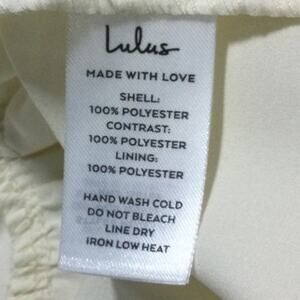 Lulus
MADE WITH LOVE
SHELL:
100% POLYESTER
CONTRAST:
100% POLYESTER
LINING:
100% POLYESTER
HAND WASH COLD
DO NOT BLEACH
LINE DRY
IRON LOW HEAT